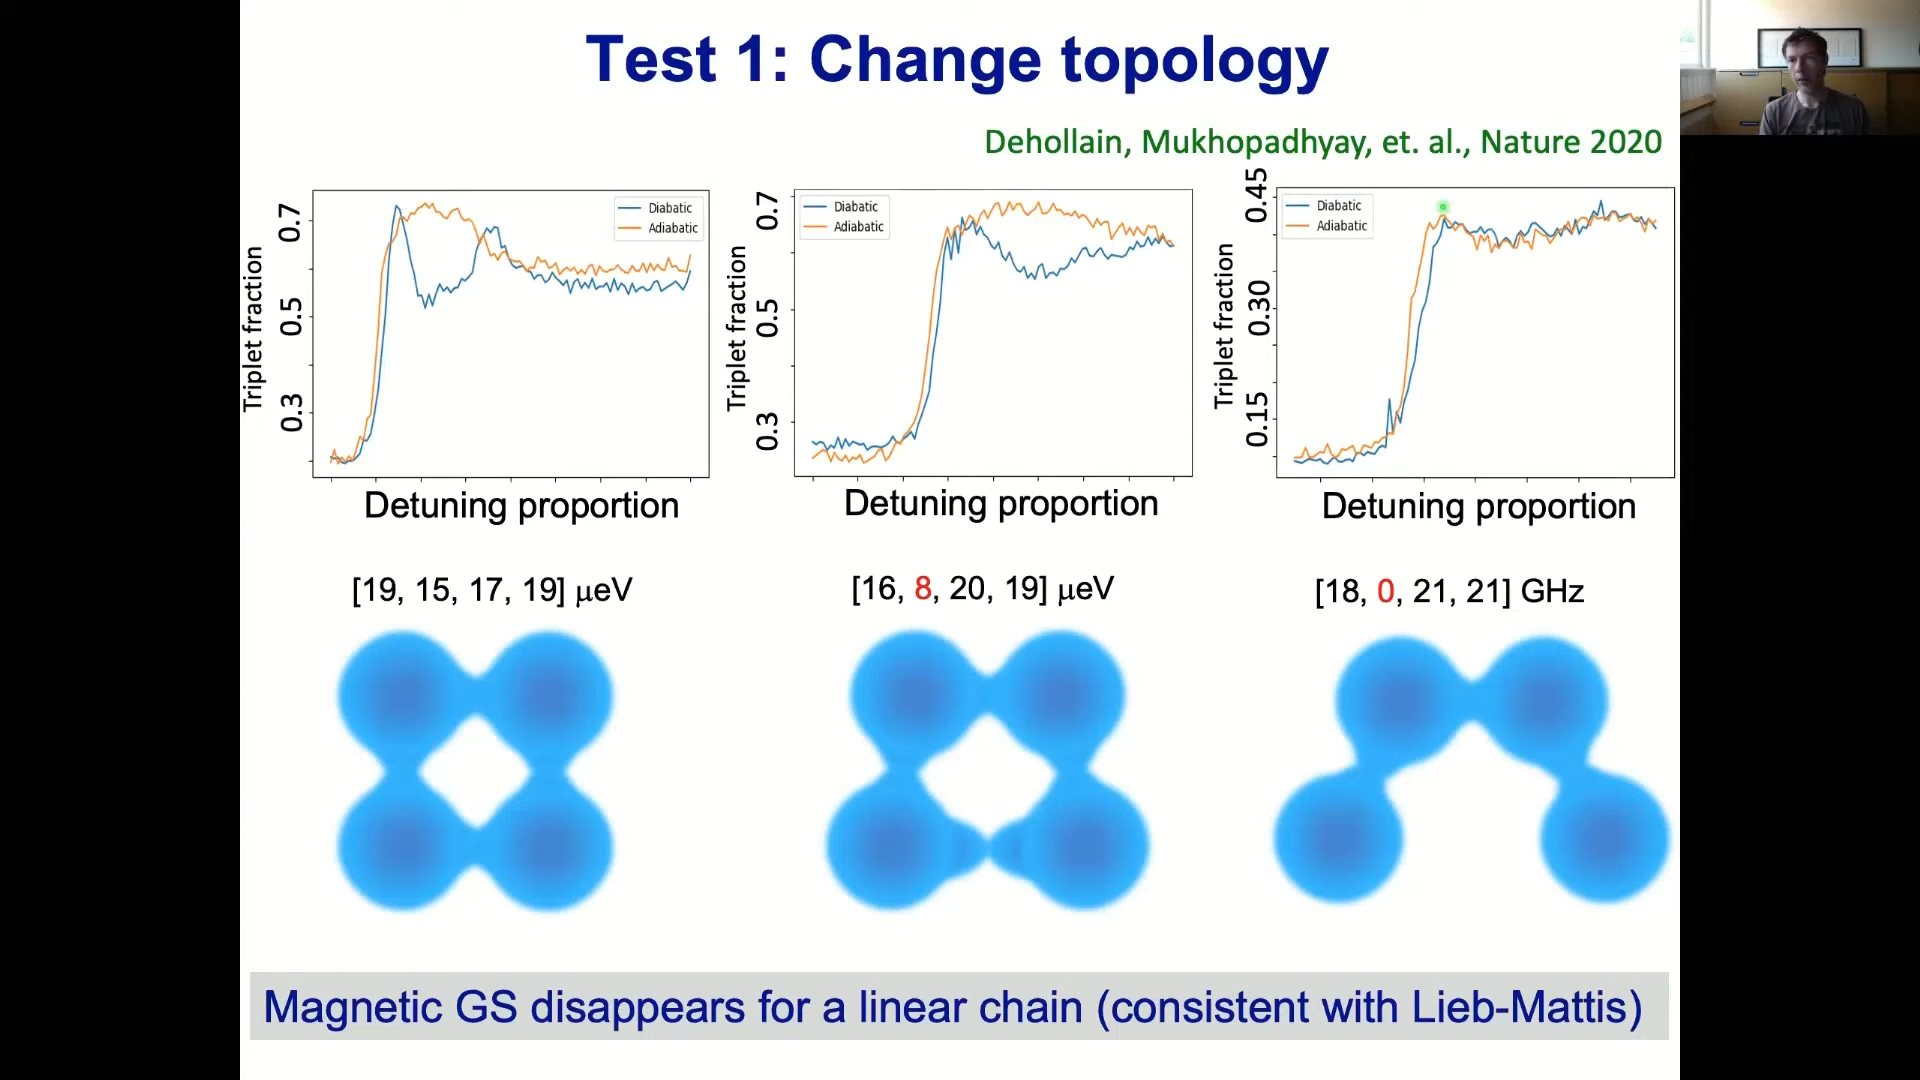 Test 1: Change topology
Dehollain, Mukhopadhyay, et. al., Nature 2020
Triplet fraction
0.7
0.5
0.3
Diabatic
Adiabatic
Detuning proportion
Triplet fraction
0.7
0.5
0.3
Diabatic
Adiabatic
Detuning proportion
Triplet fraction
0.45
0.30
0.15
Diabatic
Adiabatic
Detuning proportion
[19, 15, 17, 19] μeV
[16, 8, 20, 19] μeV
[18, 0, 21, 21] GHz
Magnetic GS disappears for a linear chain (consistent with Lieb-Mattis)